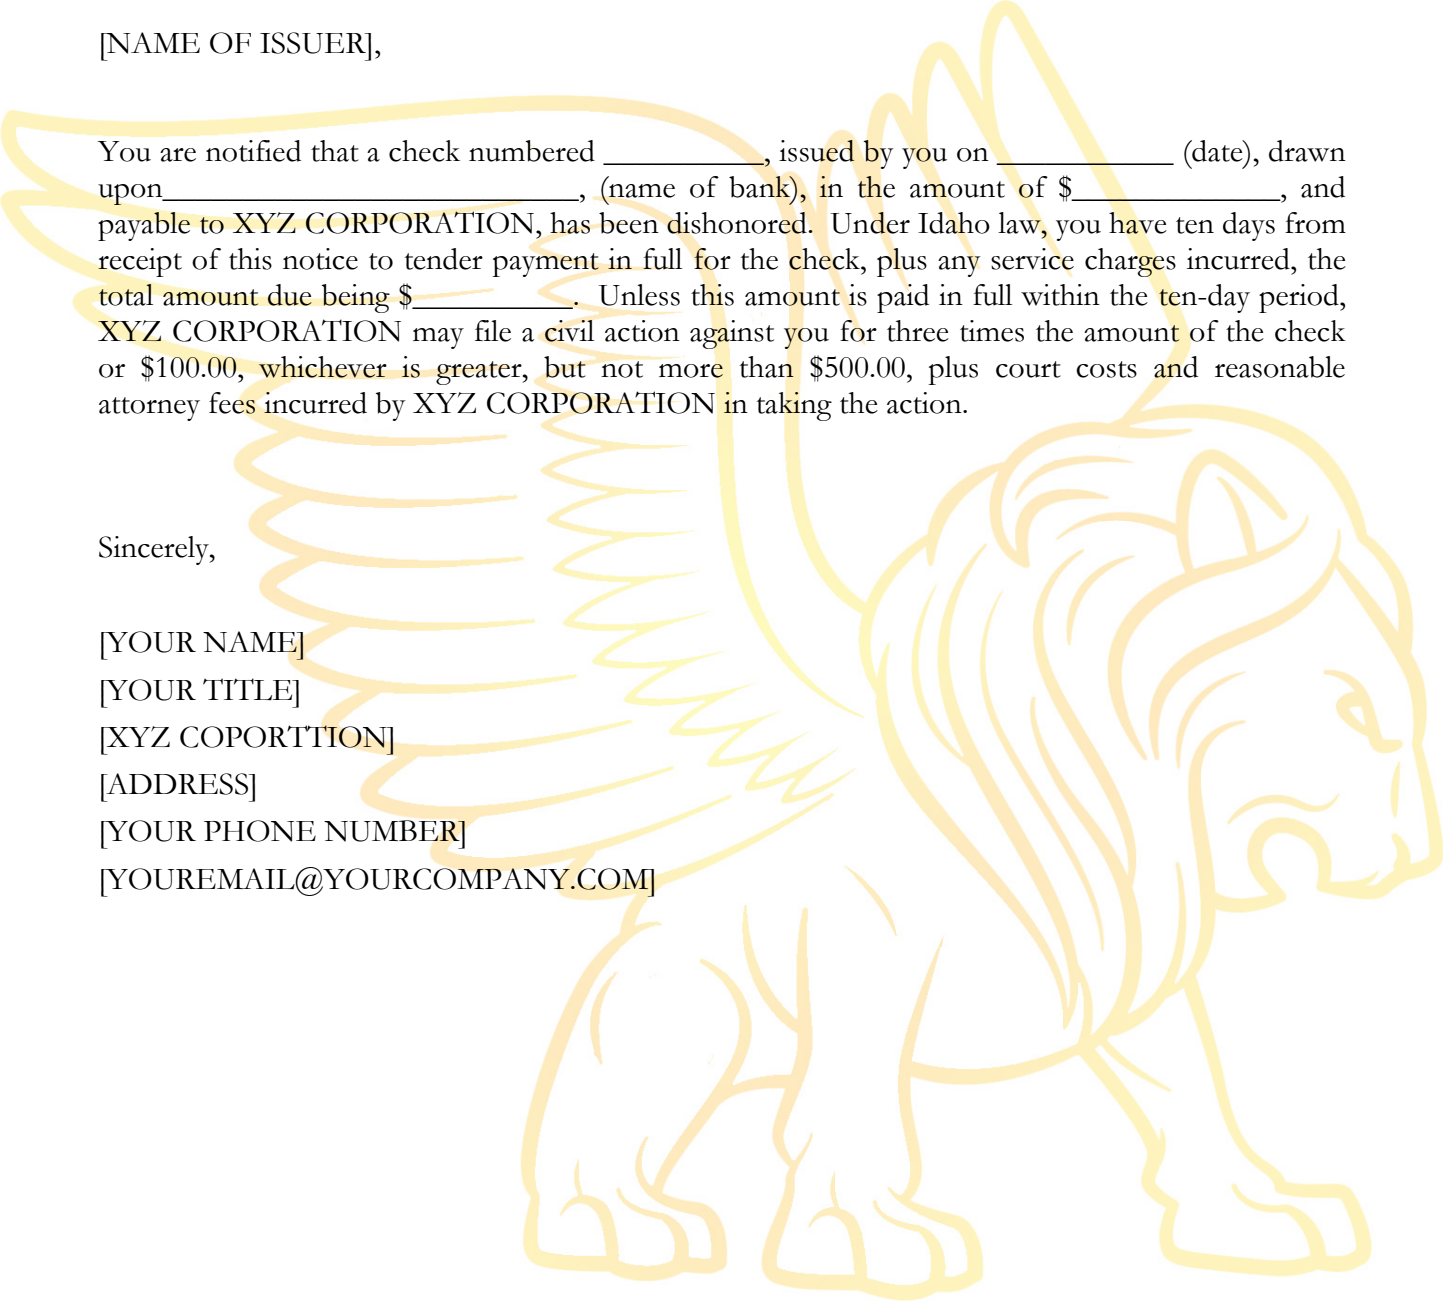 [NAME OF ISSUER],
You are notified that a check numbered __________, issued by you on ___________ (date), drawn
upon__________________________, (name of bank), in the amount of $_____________, and
payable to XYZ CORPORATION, has been dishonored.  Under Idaho law, you have ten days from
receipt of this notice to tender payment in full for the check, plus any service charges incurred, the
total amount due being $__________.  Unless this amount is paid in full within the ten-day period,
XYZ CORPORATION may file a civil action against you for three times the amount of the check
or $100.00, whichever is greater, but not more than $500.00, plus court costs and reasonable
attorney fees incurred by XYZ CORPORATION in taking the action.
Sincerely,
[YOUR NAME]
[YOUR TITLE]
[XYZ COPORTTION]
[ADDRESS]
[YOUR PHONE NUMBER]
[YOUREMAIL@YOURCOMPANY.COM]